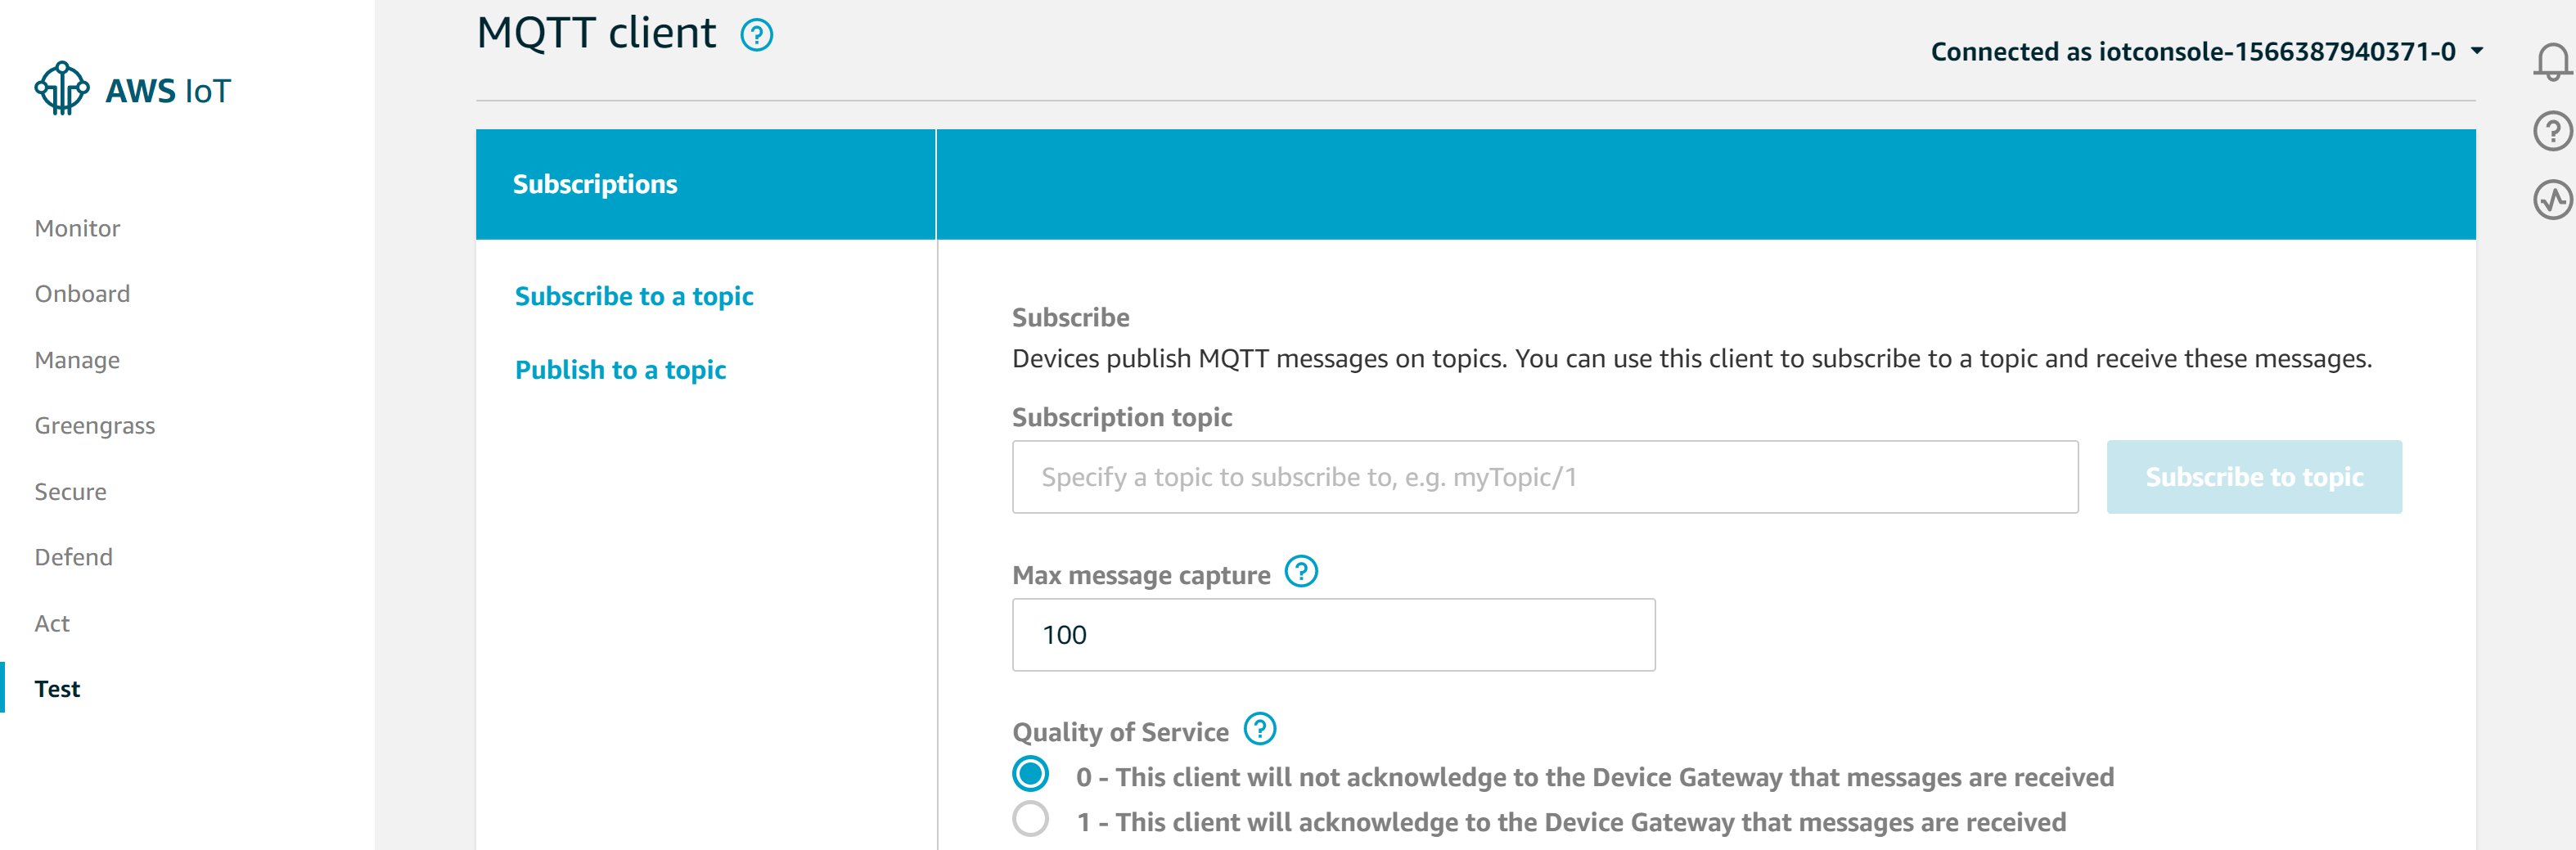 MQTT client
Connected as iotconsole-1566387940371-0
AWS IoT
Monitor
Onboard
Manage
Greengrass
Secure
Defend
Act
Test
Subscriptions
Subscribe to a topic
Publish to a topic
Subscribe
Devices publish MQTT messages on topics. You can use this client to subscribe to a topic and receive these messages.
Subscription topic
Specify a topic to subscribe to, e.g. myTopic/1
Subscribe to topic
Max message capture
100
Quality of Service
0 - This client will not acknowledge to the Device Gateway that messages are received
1 - This client will acknowledge to the Device Gateway that messages are received